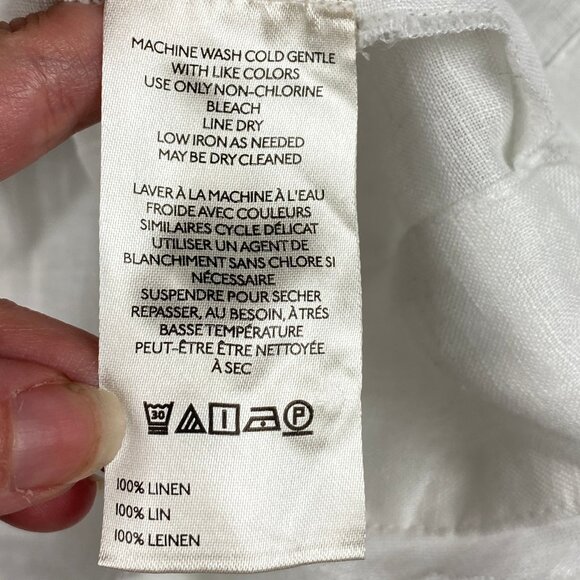 MACHINE WASH COLD GENTLE
WITH LIKE COLORS
USE ONLY NON-CHLORINE
BLEACH
LINE DRY
LOW IRON AS NEEDED
MAY BE DRY CLEANED
LAVER À LA MACHINE À L'EAU
FROIDE AVEC COULEURS
SIMILAIRES CYCLE DÉLICAT
UTILISER UN AGENT DE
BLANCHIMENT SANS CHLORE SI
NÉCESSAIRE
SUSPENDRE POUR SECHER
REPASSER, AU BESOIN, À TRÉS
BASSE TEMPÉRATURE
PEUT-ÊTRE ÊTRE NETTOYÉE
À SEC
30 P
100% LINEN
100% LIN
100% LEINEN